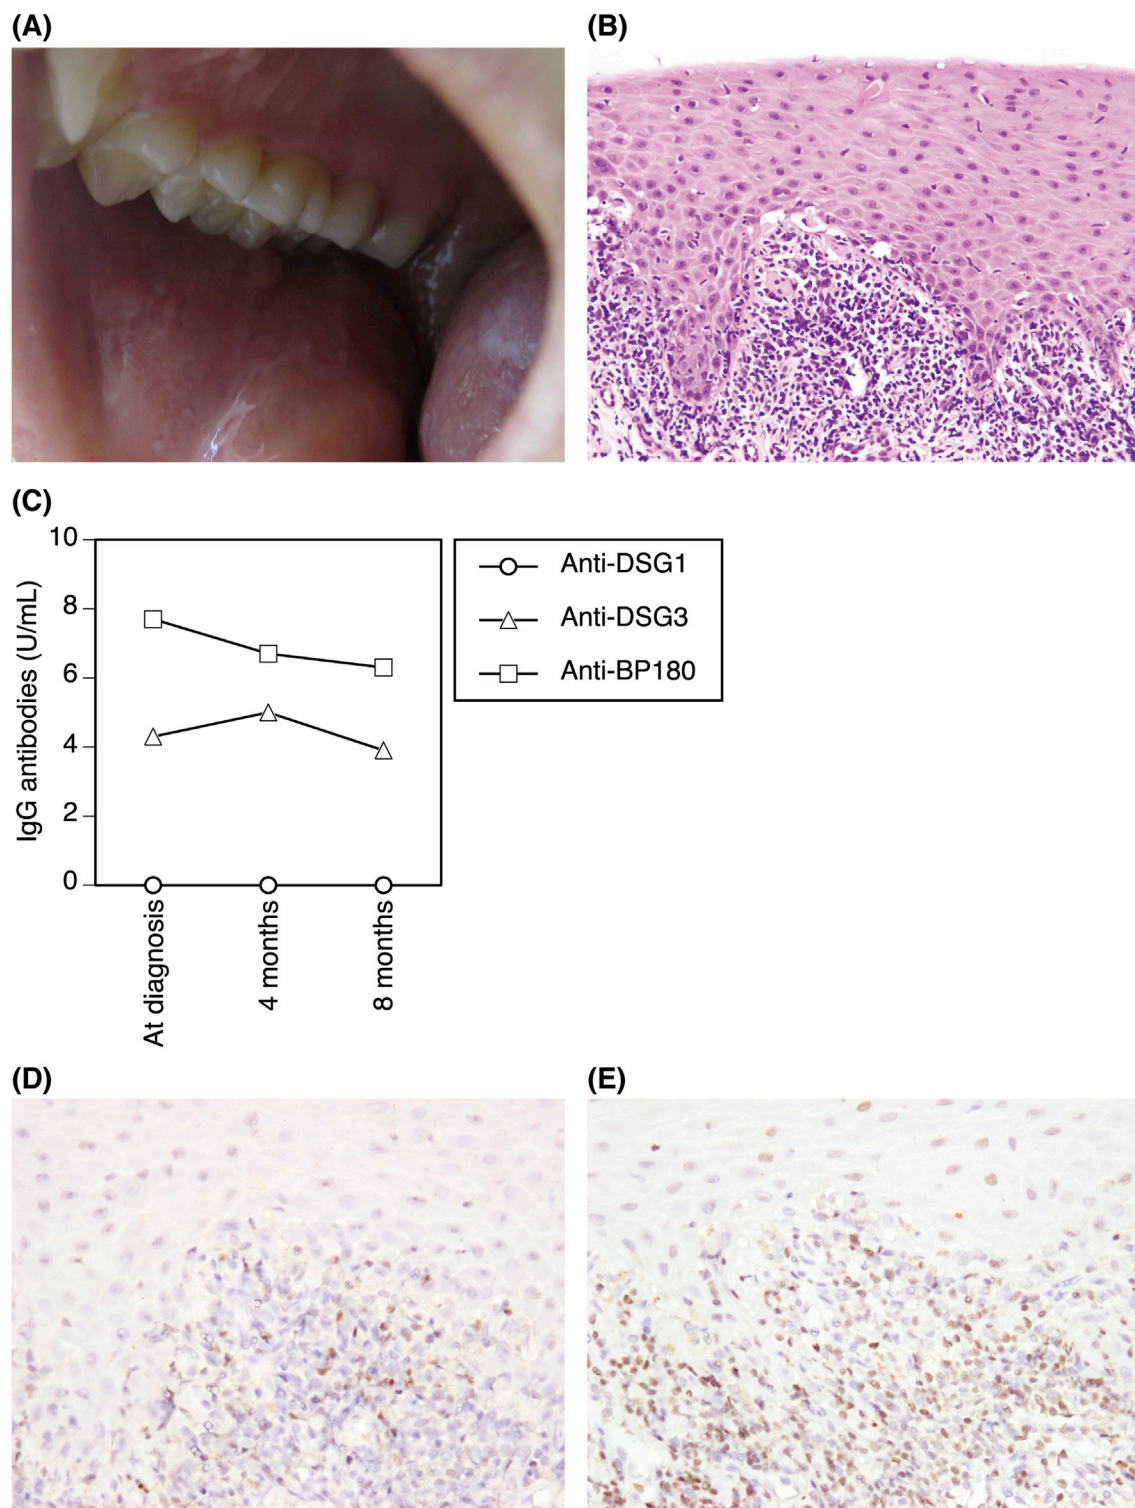 (A)
(B)
(C)
10
8
6
4
2
0
IgG antibodies (U/mL)
At diagnosis
4 months
8 months
Anti-DSG1
Anti-DSG3
Anti-BP180
(D)
(E)